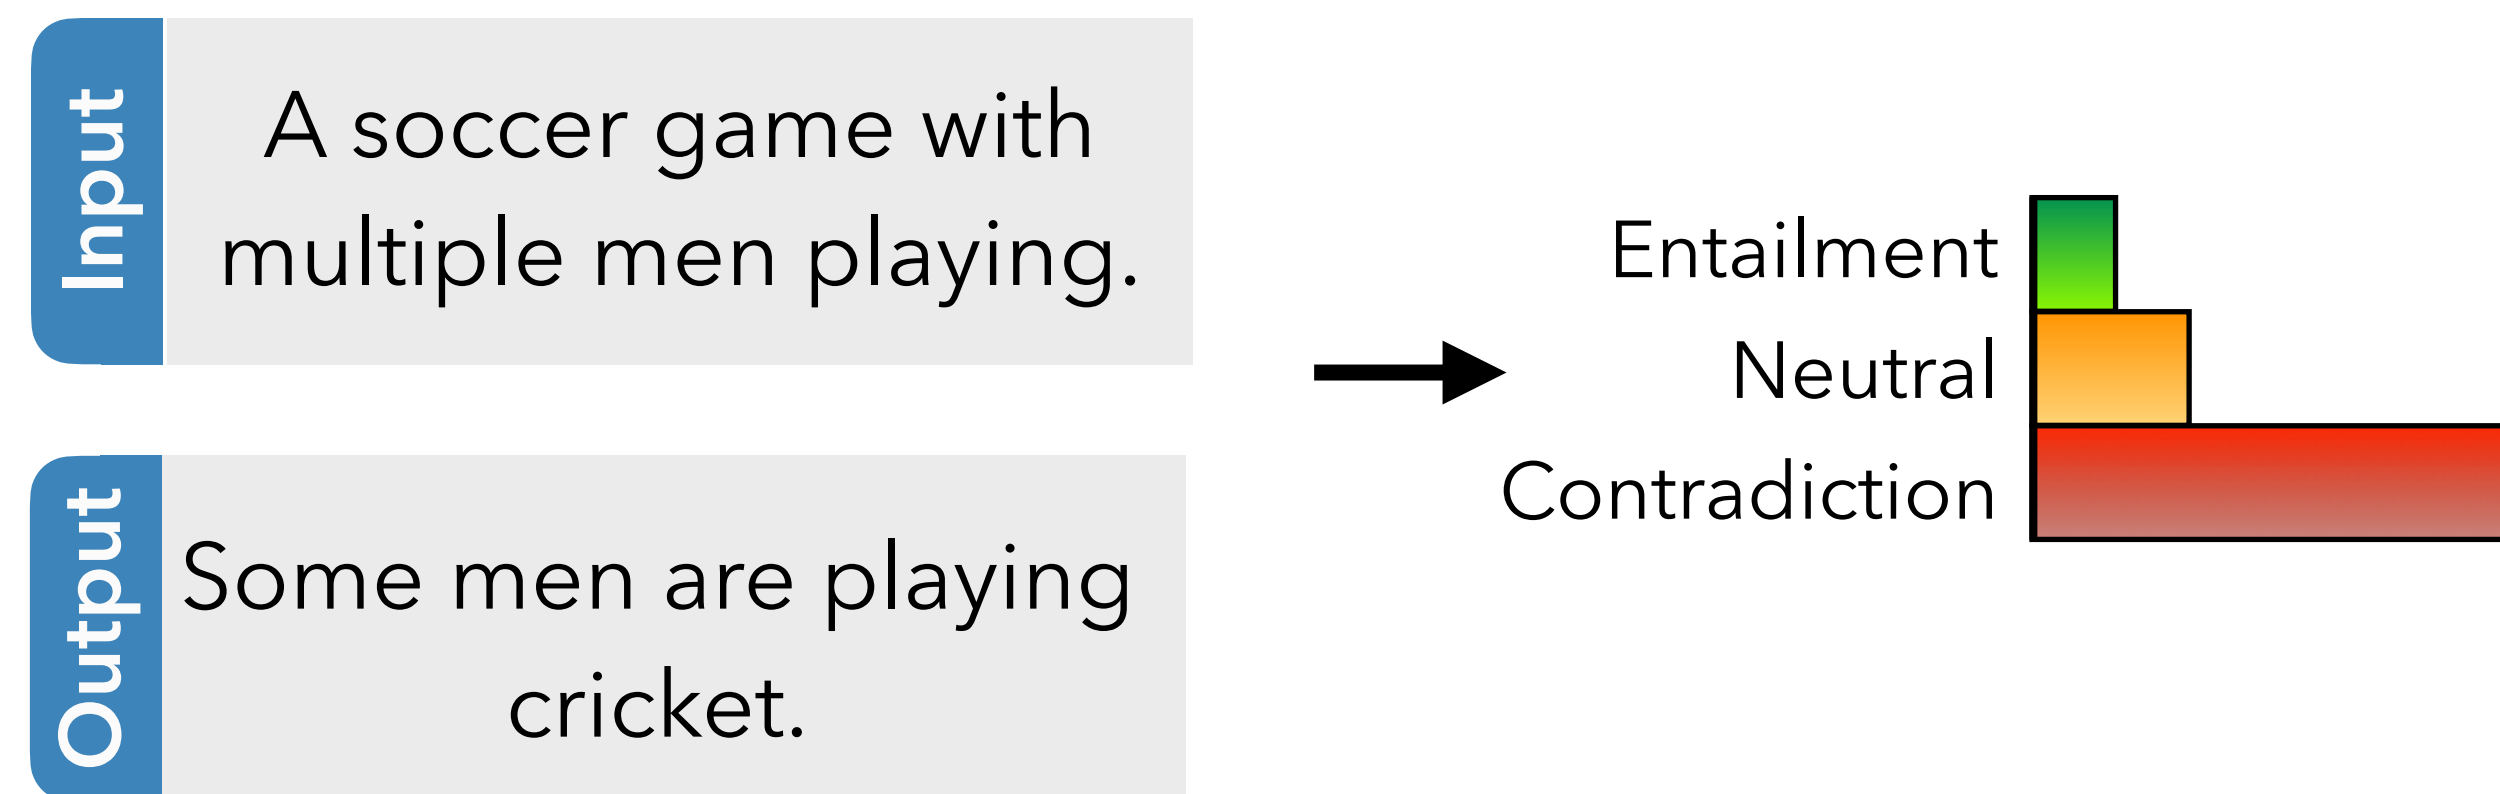 Input
A soccer game with
multiple men playing.
Output
Some men are playing
cricket.
Entailment
Neutral
Contradiction